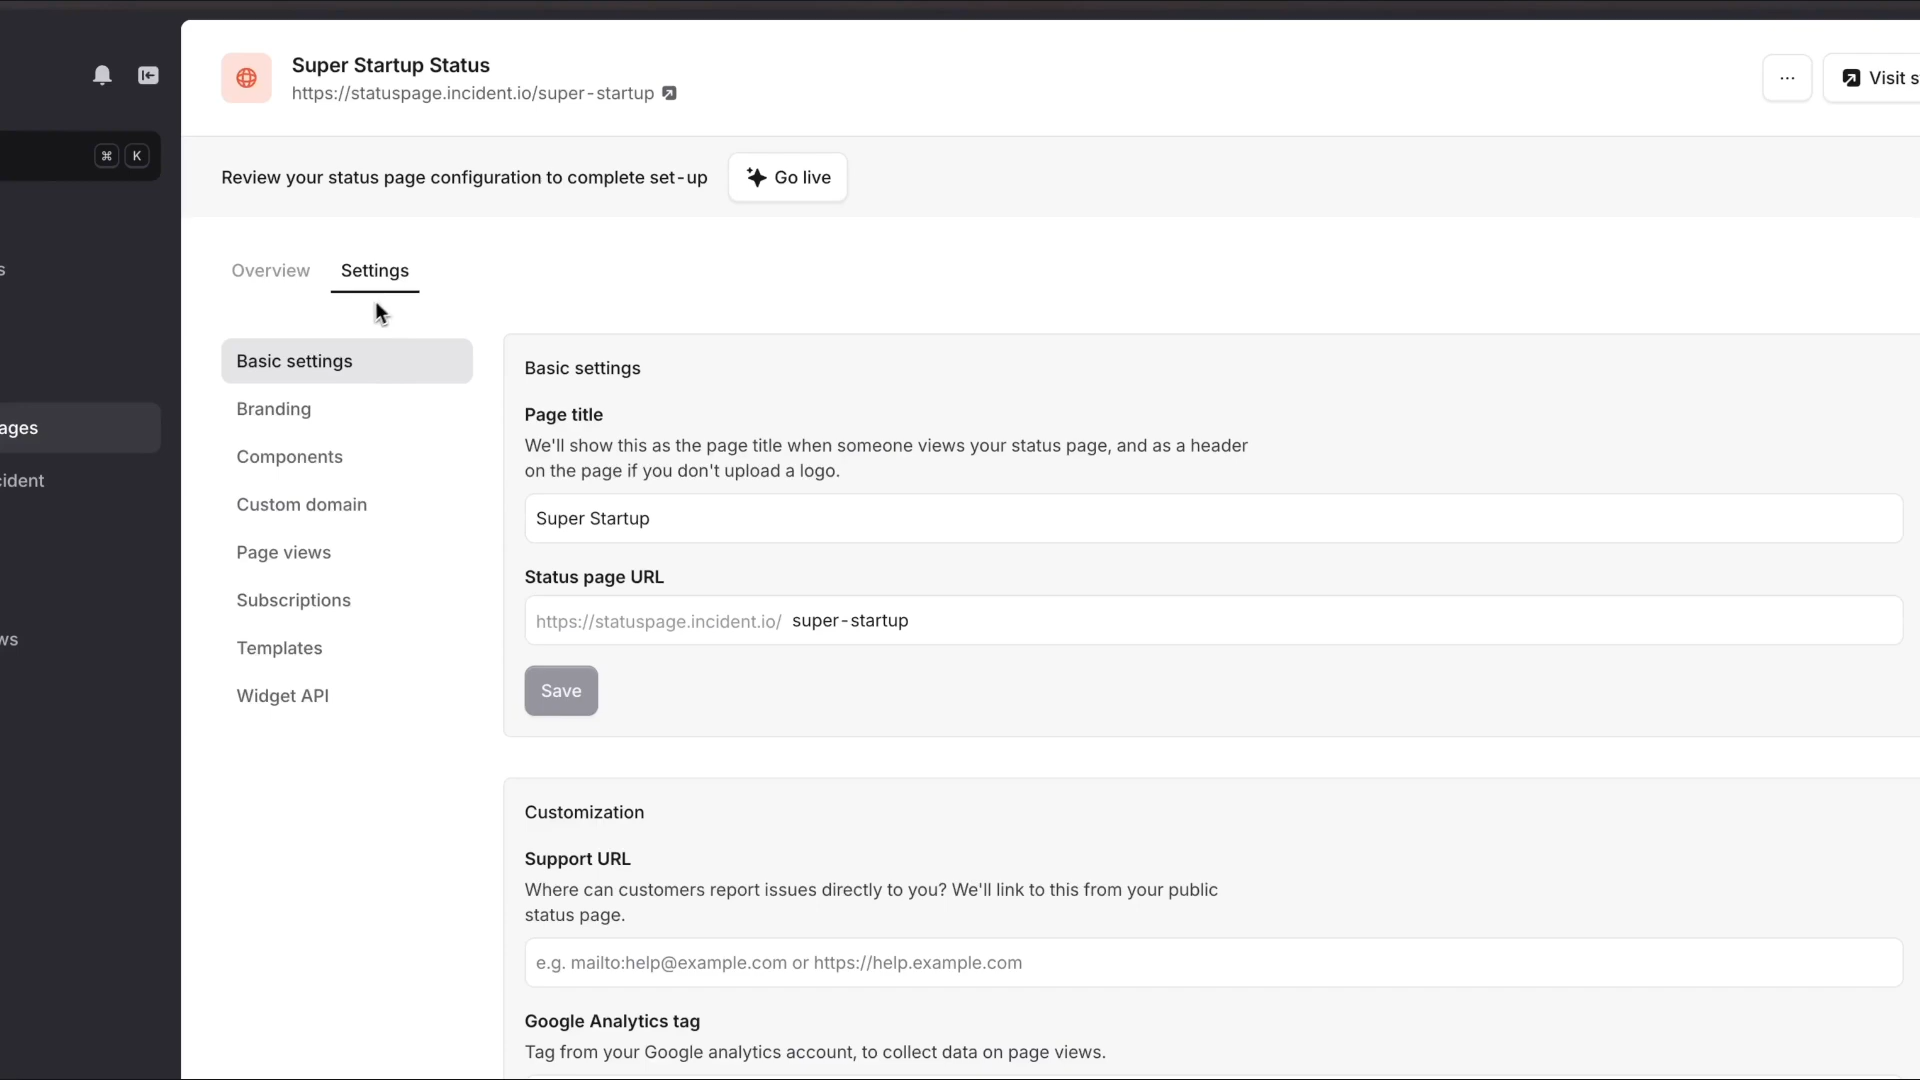 Super Startup Status
https://statuspage.incident.io/super-startup
...
Visit s
⌘ K
Review your status page configuration to complete set-up
Go live
s
Overview
Settings
ages
cident
ws
Basic settings
Branding
Components
Custom domain
Page views
Subscriptions
Templates
Widget API
Basic settings
Page title
We'll show this as the page title when someone views your status page, and as a header
on the page if you don't upload a logo.
Super Startup
Status page URL
https://statuspage.incident.io/ super-startup
Save
Customization
Support URL
Where can customers report issues directly to you? We'll link to this from your public
status page.
e.g. mailto:help@example.com or https://help.example.com
Google Analytics tag
Tag from your Google analytics account, to collect data on page views.